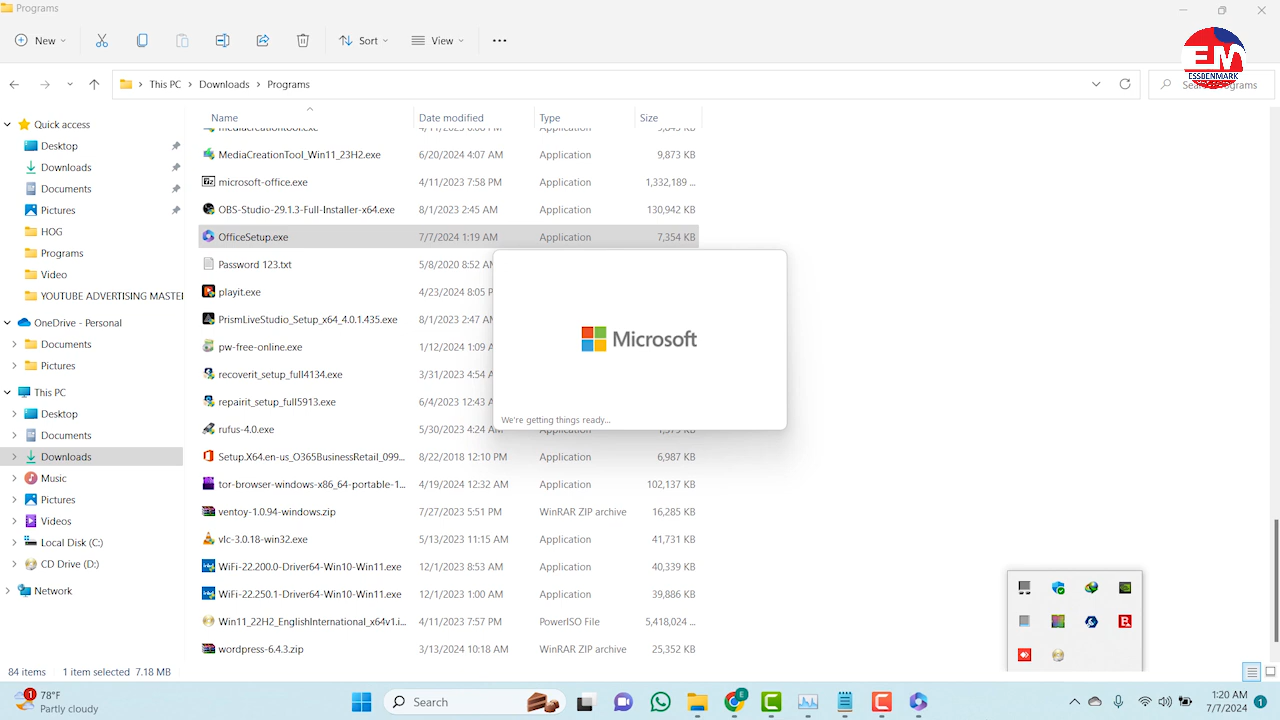 Programs
New
Sort
View
EM
ESSDENMARK
This PC > Downloads > Programs
Name
Date modified
Type
Size
Quick access
Desktop
Downloads
Documents
Pictures
HOG
Programs
Video
YOUTUBE ADVERTISING MASTER
OneDrive - Personal
Documents
Pictures
This PC
Desktop
Documents
Downloads
Music
Pictures
Videos
Local Disk (C:)
CD Drive (D:)
Network
MediaCreationTool_Win11_23H2.exe 6/20/2024 4:07 AM Application 9,873 KB
microsoft-office.exe 4/11/2023 7:58 PM Application 1,332,189 ...
OBS-Studio-29.1.3-Full-Installer-x64.exe 8/1/2023 2:45 AM Application 130,942 KB
OfficeSetup.exe 7/7/2024 1:19 AM Application 7,354 KB
Password 123.txt 5/8/2020 8:52 AM
playit.exe 4/23/2024 8:05 P
PrismLiveStudio_Setup_x64_4.0.1.435.exe 8/1/2023 2:47 AM
pw-free-online.exe 1/12/2024 1:09 A
recoverit_setup_full4134.exe 3/31/2023 4:54 A
repairit_setup_full5913.exe 6/4/2023 12:43 A
rufus-4.0.exe 5/30/2023 4:24 AM Application
Setup.X64.en-us_O365BusinessRetail_099... 8/22/2018 12:10 PM Application 6,987 KB
tor-browser-windows-x86_64-portable-1... 4/19/2024 12:32 AM Application 102,137 KB
ventoy-1.0.94-windows.zip 7/27/2023 5:51 PM WinRAR ZIP archive 16,285 KB
vlc-3.0.18-win32.exe 5/13/2023 11:15 AM Application 41,731 KB
WiFi-22.200.0-Driver64-Win10-Win11.exe 12/1/2023 8:53 AM Application 40,339 KB
WiFi-22.250.1-Driver64-Win10-Win11.exe 12/1/2023 1:00 AM Application 39,886 KB
Win11_22H2_EnglishInternational_x64v1.i... 4/11/2023 7:57 PM PowerISO File 5,418,024 ...
wordpress-6.4.3.zip 3/13/2024 10:18 AM WinRAR ZIP archive 25,352 KB
Microsoft
We're getting things ready...
84 items 1 item selected 7.18 MB
1
78°F
Partly cloudy
Search
E
1:20 AM
7/7/2024
1